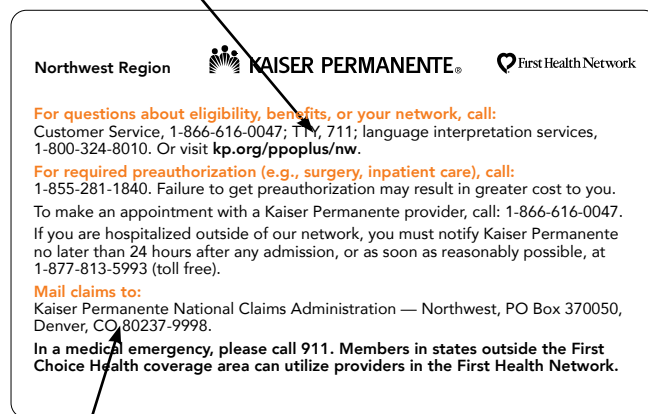 Northwest Region KAISER PERMANENTE® First Health Network
For questions about eligibility, benefits, or your network, call:
Customer Service, 1-866-616-0047; TTY, 711; language interpretation services,
1-800-324-8010. Or visit kp.org/ppoplus/nw.
For required preauthorization (e.g., surgery, inpatient care), call:
1-855-281-1840. Failure to get preauthorization may result in greater cost to you.
To make an appointment with a Kaiser Permanente provider, call: 1-866-616-0047.
If you are hospitalized outside of our network, you must notify Kaiser Permanente
no later than 24 hours after any admission, or as soon as reasonably possible, at
1-877-813-5993 (toll free).
Mail claims to:
Kaiser Permanente National Claims Administration — Northwest, PO Box 370050,
Denver, CO 80237-9998.
In a medical emergency, please call 911. Members in states outside the First
Choice Health coverage area can utilize providers in the First Health Network.